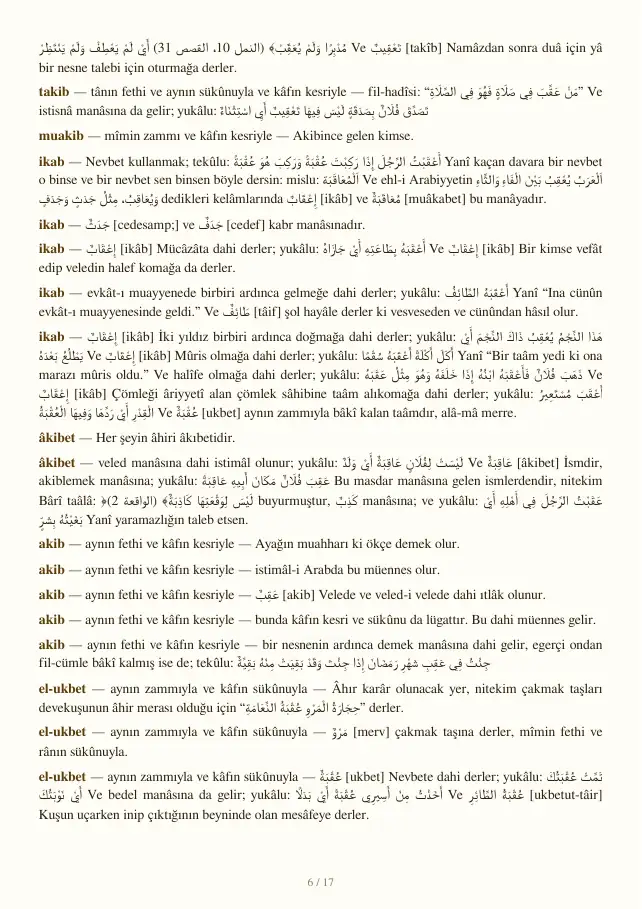 مُدْبِرًا وَلَمْ يُعَقِّبْ﴾ (النمل 10، القصص 31) أَيْ لَمْ يَعْطِفْ وَلَمْ يَنْتَظِرْ Ve تَعْقِيبٌ [takîb] Namâzdan sonra duâ için yâ
bir nesne talebi için oturmağa derler.
takib — tânın fethi ve aynın sükûnuyla ve kâfın kesriyle — fil-hadîsi: “مَنْ عَقَّبَ فِي صَلَاةٍ فَهُوَ فِي الصَّلَاةِ” Ve
istisnâ manâsına da gelir; yukâlu: تَصَدَّقَ فُلَانٌ بِصَدَقَةٍ لَيْسَ فِيهَا تَعْقِيبٌ أَيِ اسْتِثْنَاءٌ
muakib — mîmin zammı ve kâfın kesriyle — Akibince gelen kimse.
ikab — Nevbet kullanmak; tekûlu: أَعْقَبْتُ الرَّجُلَ إِذَا رَكِبْتَ عُقْبَةً وَرَكِبَ هُوَ عُقْبَةً Yanî kaçan davara bir nevbet
o binse ve bir nevbet sen binsen böyle dersin: mislu: اَلْمُعَاقَبَةَ Ve ehl-i Arabiyyetin اَلْعَرَبُ يُعْقِبُ بَيْنَ الْفَاءِ وَالثَّاءِ
وَيُعَاقِبُ، مِثْلُ جَدَثٍ وَجَدَفٍ dedikleri kelâmlarında إِعْقَابٌ [ikâb] ve مُعَاقَبَةٌ [muâkabet] bu manâyadır.
ikab — جَدَثٌ [cedesamp;] ve جَدَفٌ [cedef] kabr manâsınadır.
ikab — إِعْقَابٌ [ikâb] Mücâzâta dahi derler; yukâlu: أَعْقَبَهُ بِطَاعَتِهِ أَيْ جَازَاهُ Ve إِعْقَابٌ [ikâb] Bir kimse vefât
edip veledin halef komağa da derler.
ikab — evkât-ı muayyenede birbiri ardınca gelmeğe dahi derler; yukâlu: أَعْقَبَهُ الطَّائِفُ Yanî “Ina cünûn
evkât-ı muayyenesinde geldi.” Ve طَائِفٌ [tâif] şol hayâle derler ki vesveseden ve cünûndan hâsıl olur.
ikab — إِعْقَابٌ [ikâb] İki yıldız birbiri ardınca doğmağa dahi derler; yukâlu: هَذَا النَّجْمُ يُعْقِبُ ذَاكَ النَّجْمَ أَيْ
يَطْلُعُ بَعْدَهُ Ve إِعْقَابٌ [ikâb] Mûris olmağa dahi derler; yukâlu: أَكَلَ أُكْلَةً أَعْقَبَهُ سُقْمًا Yanî “Bir taâm yedi ki ona
marazı mûris oldu.” Ve halîfe olmağa dahi derler; yukâlu: ذَهَبَ فُلَانٌ فَأَعْقَبَهُ ابْنُهُ إِذَا خَلَفَهُ وَهُوَ مِثْلُ عَقَبَهُ Ve
إِعْقَابٌ [ikâb] Çömleği âriyyetî alan çömlek sâhibine taâm alıkomağa dahi derler; yukâlu: أَعْقَبَ مُسْتَعِيرُ
الْقِدْرِ أَيْ رَدَّهَا وَفِيهَا الْعُقْبَةُ Ve عُقْبَةٌ [ukbet] aynın zammıyla bâkî kalan taâmdır, alâ-mâ merre.
âkibet — Her şeyin âhiri âkıbetidir.
âkibet — veled manâsına dahi istimâl olunur; yukâlu: لَيْسَتْ لِفُلَانٍ عَاقِبَةٌ أَيْ وَلَدٌ Ve عَاقِبَةٌ [âkibet] İsmdir,
akiblemek manâsına; yukâlu: عَقِبَ فُلَانٌ مَكَانَ أَبِيهِ عَاقِبَةً Bu masdar manâsına gelen ismlerdendir, nitekim
Bârî taâlâ: ﴿لَيْسَ لِوَقْعَتِهَا كَاذِبَةٌ﴾ (الواقعة 2) buyurmuştur, كَذِبٌ manâsına; ve yukâlu: عَقَبْتُ الرَّجُلَ فِي أَهْلِهِ أَيْ
بَغَيْتُهُ بِشَرٍّ Yanî yaramazlığın taleb etsen.
akib — aynın fethi ve kâfın kesriyle — Ayağın muahharı ki ökçe demek olur.
akib — aynın fethi ve kâfın kesriyle — istimâl-i Arabda bu müennes olur.
akib — aynın fethi ve kâfın kesriyle — عَقِبٌ [akib] Velede ve veled-i velede dahi ıtlâk olunur.
akib — aynın fethi ve kâfın kesriyle — bunda kâfın kesri ve sükûnu da lügattır. Bu dahi müennes gelir.
akib — aynın fethi ve kâfın kesriyle — bir nesnenin ardınca demek manâsına dahi gelir, egerçi ondan
fil-cümle bâkî kalmış ise de; tekûlu: جِئْتُ فِي عَقِبِ شَهْرِ رَمَضَانَ إِذَا جِئْتَ وَقَدْ بَقِيَتْ مِنْهُ بَقِيَّةٌ
el-ukbet — aynın zammıyla ve kâfın sükûnuyla — Âhır karâr olunacak yer, nitekim çakmak taşları
devekuşunun âhir merası olduğu için “حِجَارَةُ الْمَرْوِ عُقْبَةُ النَّعَامَةِ” derler.
el-ukbet — aynın zammıyla ve kâfın sükûnuyla — مَرْوٌ [merv] çakmak taşına derler, mîmin fethi ve
rânın sükûnuyla.
el-ukbet — aynın zammıyla ve kâfın sükûnuyla — عُقْبَةٌ [ukbet] Nevbete dahi derler; yukâlu: تَمَّتْ عُقْبَتُكَ
أَيْ نَوْبَتُكَ Ve bedel manâsına da gelir; yukâlu: أَخَذْتُ مِنْ أَسِيرِي عُقْبَةً أَيْ بَدَلًا Ve عُقْبَةُ الطَّائِرِ [ukbetut-tâir]
Kuşun uçarken inip çıktığının beyninde olan mesâfeye derler.
6 / 17